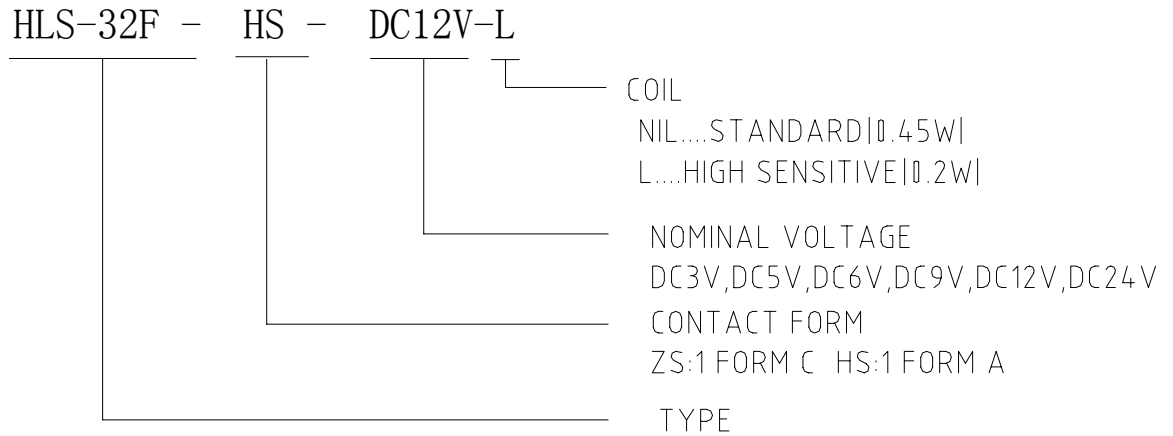 HLS-32F - HS - DC12V-L
COIL
NIL....STANDARD|0.45W|
L....HIGH SENSITIVE|0.2W|
NOMINAL VOLTAGE
DC3V,DC5V,DC6V,DC9V,DC12V,DC24V
CONTACT FORM
ZS:1 FORM C HS:1 FORM A
TYPE